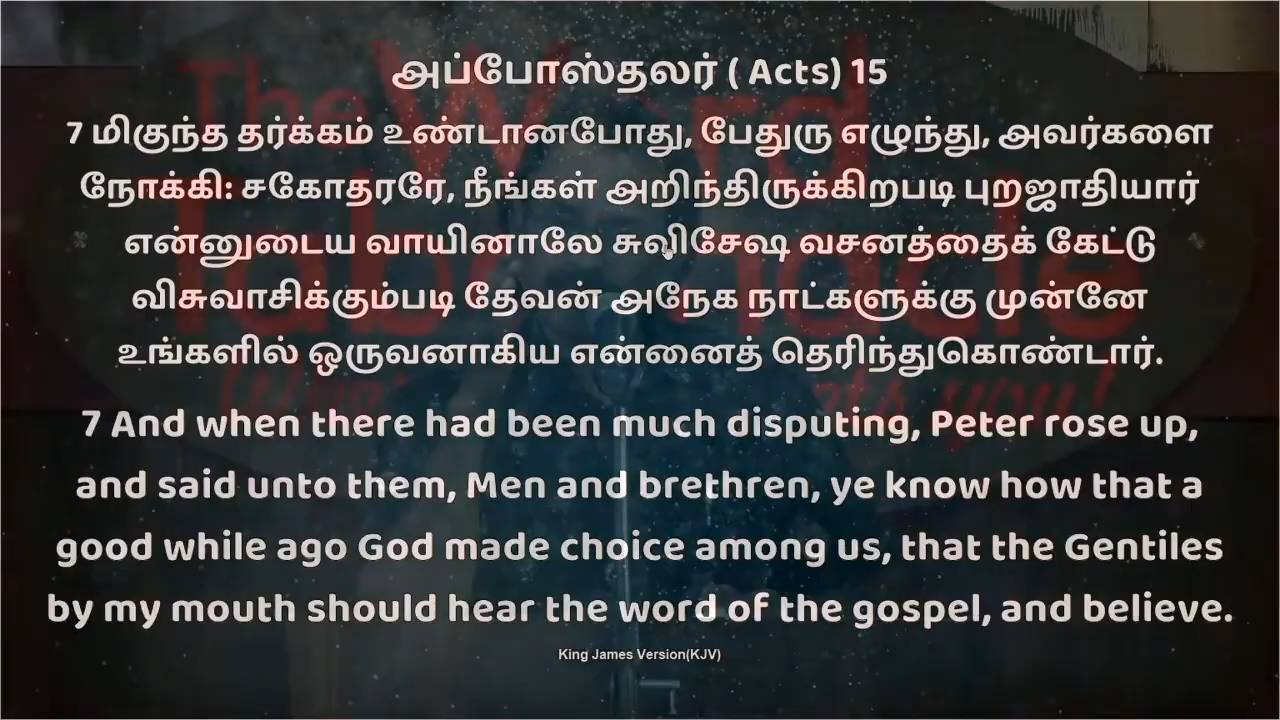 அப்போஸ்தலர் ( Acts) 15
7 மிகுந்த தர்க்கம் உண்டானபோது, பேதுரு எழுந்து, அவர்களை
நோக்கி: சகோதரரே, நீங்கள் அறிந்திருக்கிறபடி புறஜாதியார்
என்னுடைய வாயினாலே சுவிசேஷ வசனத்தைக் கேட்டு
விசுவாசிக்கும்படி தேவன் அநேக நாட்களுக்கு முன்னே
உங்களில் ஒருவனாகிய என்னைத் தெரிந்துகொண்டார்.
7 And when there had been much disputing, Peter rose up,
and said unto them, Men and brethren, ye know how that a
good while ago God made choice among us, that the Gentiles
by my mouth should hear the word of the gospel, and believe.
King James Version(KJV)